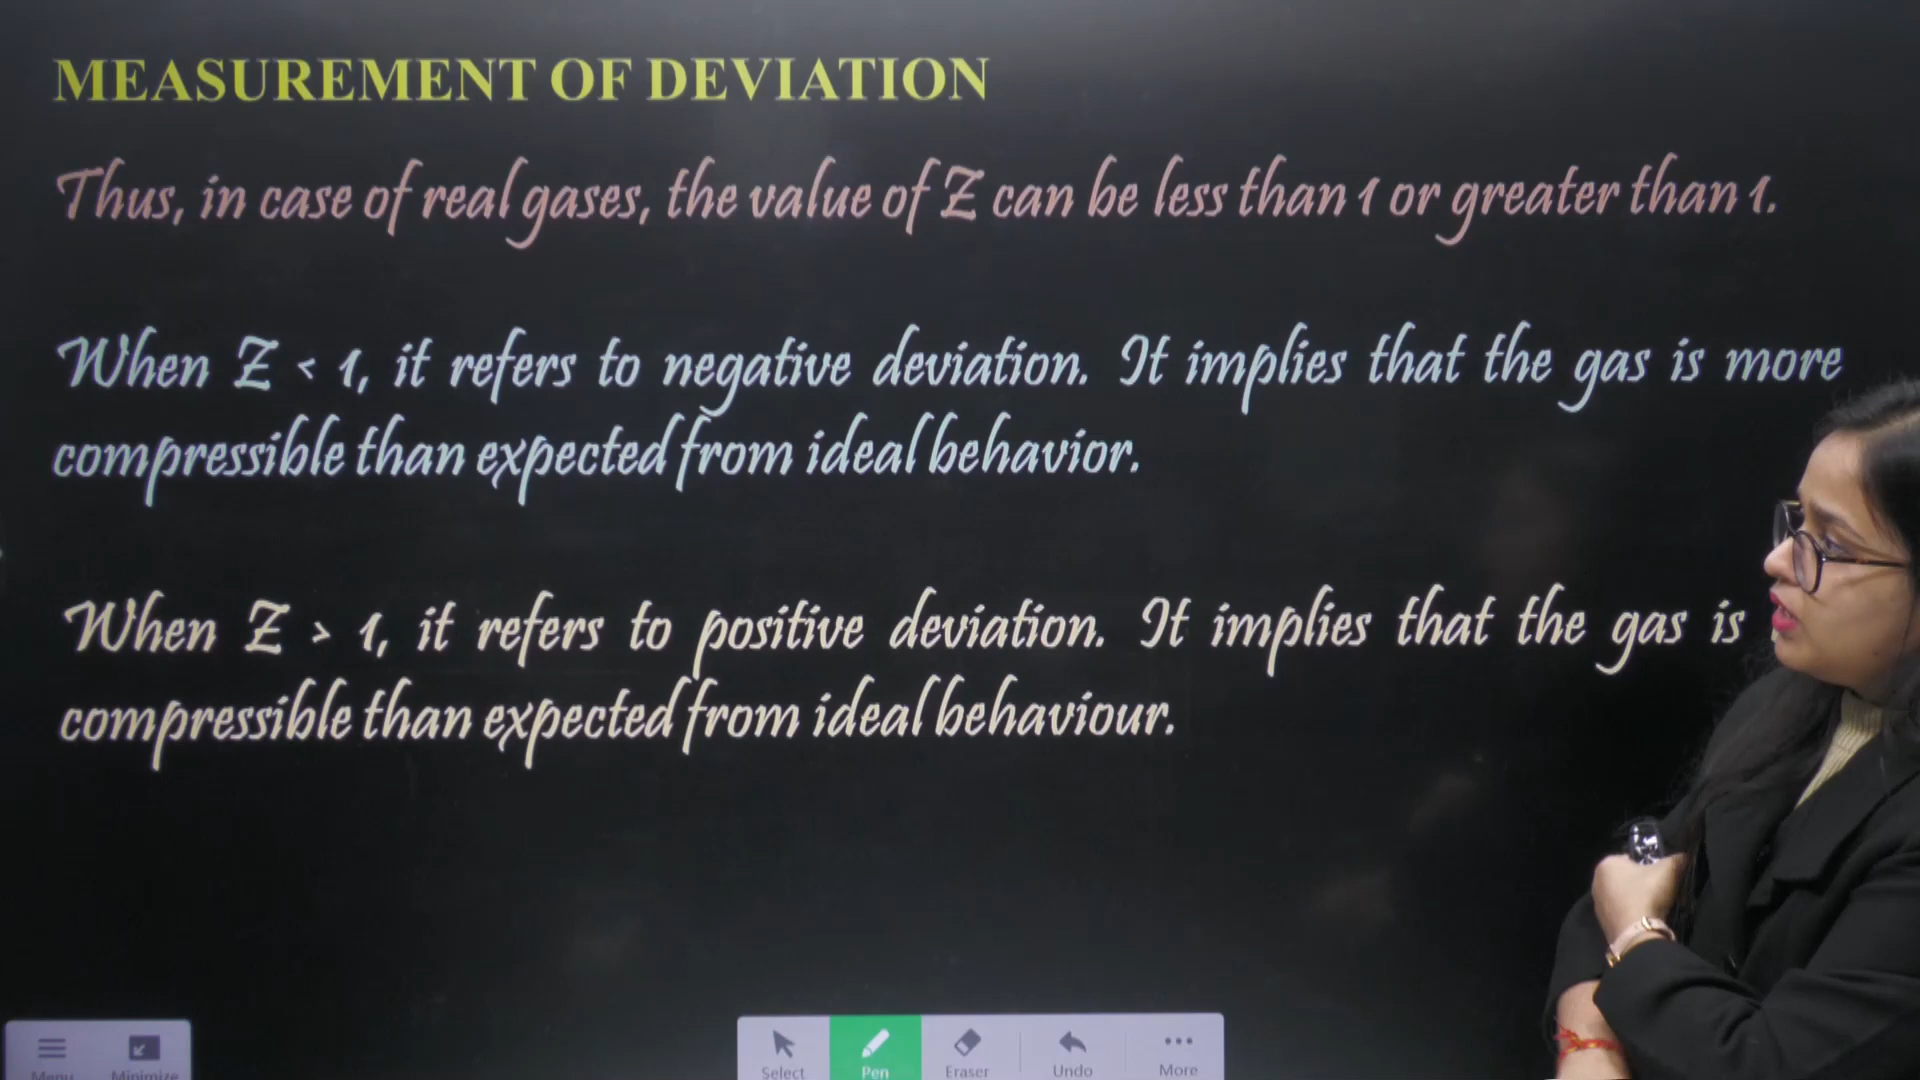 MEASUREMENT OF DEVIATION
Thus, in case of real gases, the value of Z can be less than 1 or greater than 1.
When Z < 1, it refers to negative deviation. It implies that the gas is more
compressible than expected from ideal behavior.
When Z > 1, it refers to positive deviation. It implies that the gas is
compressible than expected from ideal behaviour.
Menu Minimize Select Pen Eraser Undo More